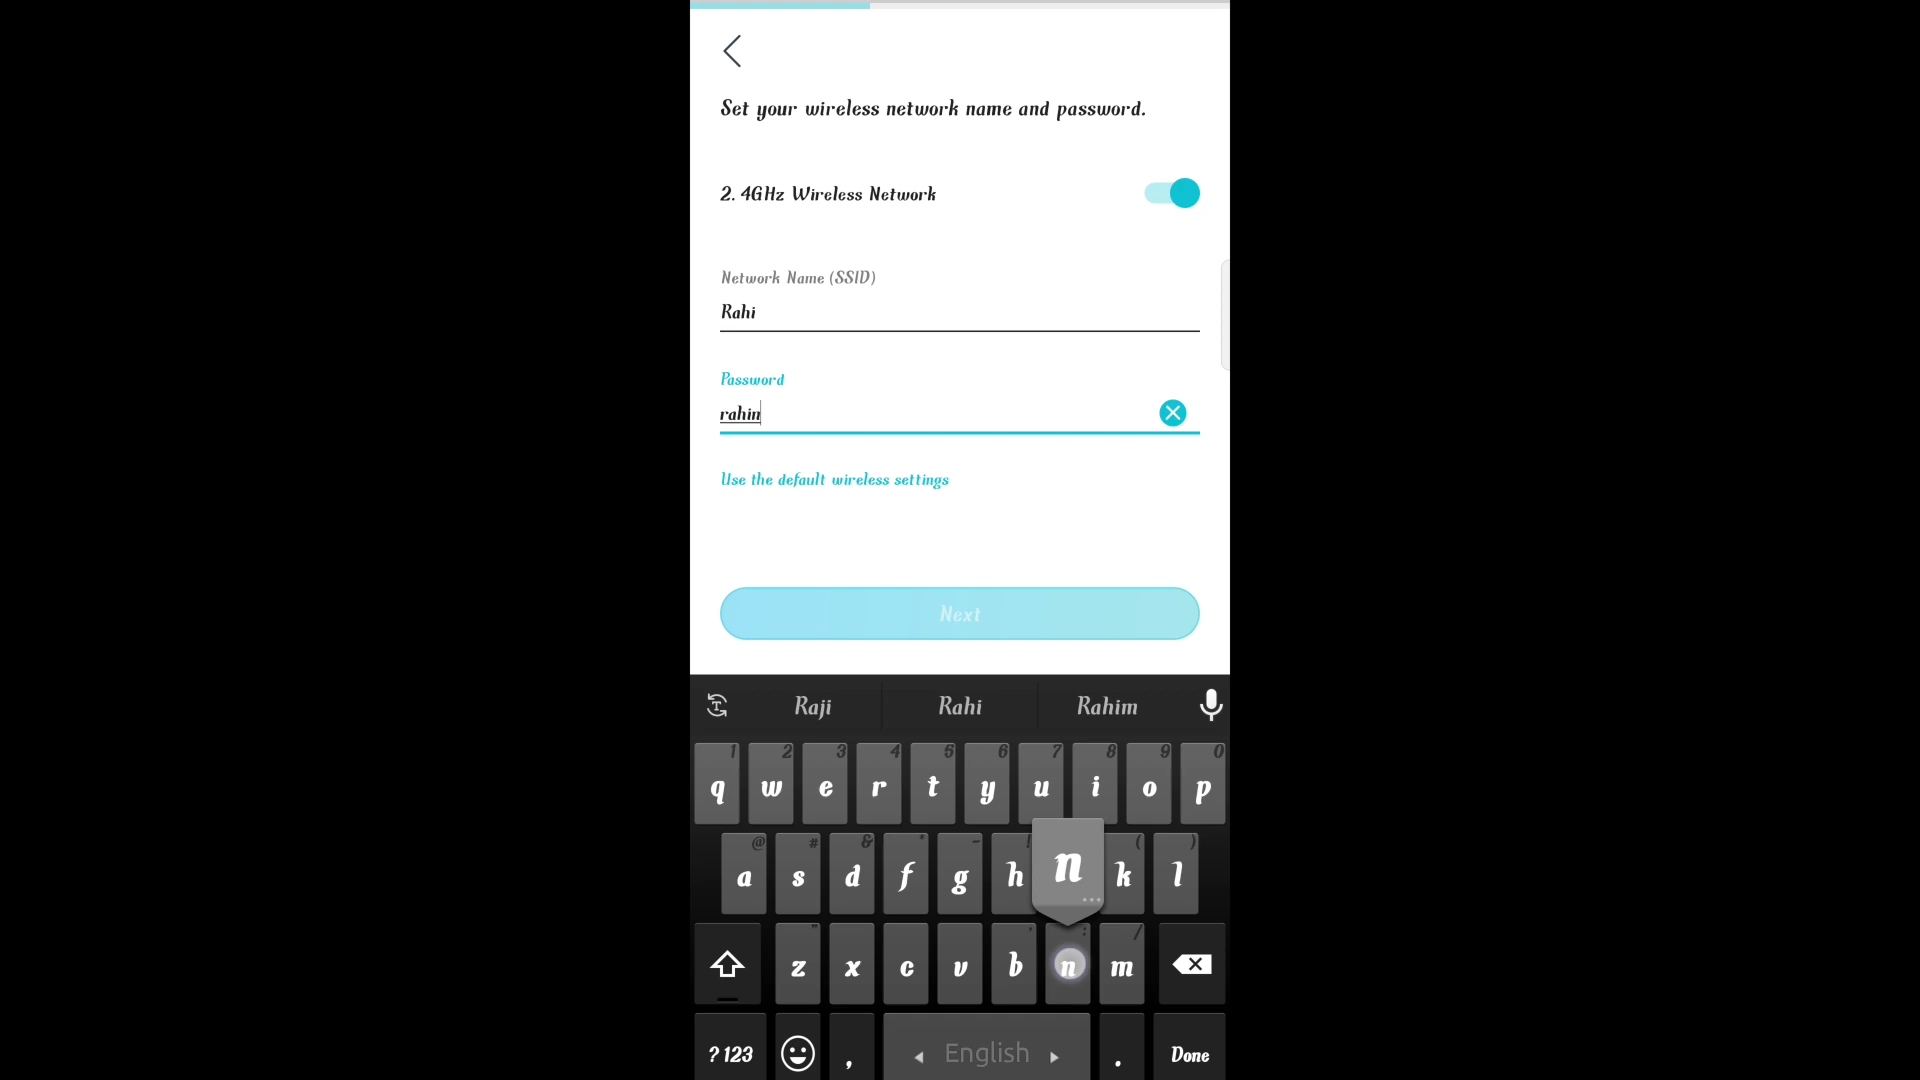 Set your wireless network name and password.
2.4GHz Wireless Network
Network Name (SSID)
Rahi
Password
rahin
Use the default wireless settings
Next
Raji Rahi Rahim
1 2 3 4 5 6 7 8 9 0
q w e r t y u i o p
@ # & * - ! ( )
a s d f g h n k l
" ' : /
z x c v b n m
?123 , English . Done